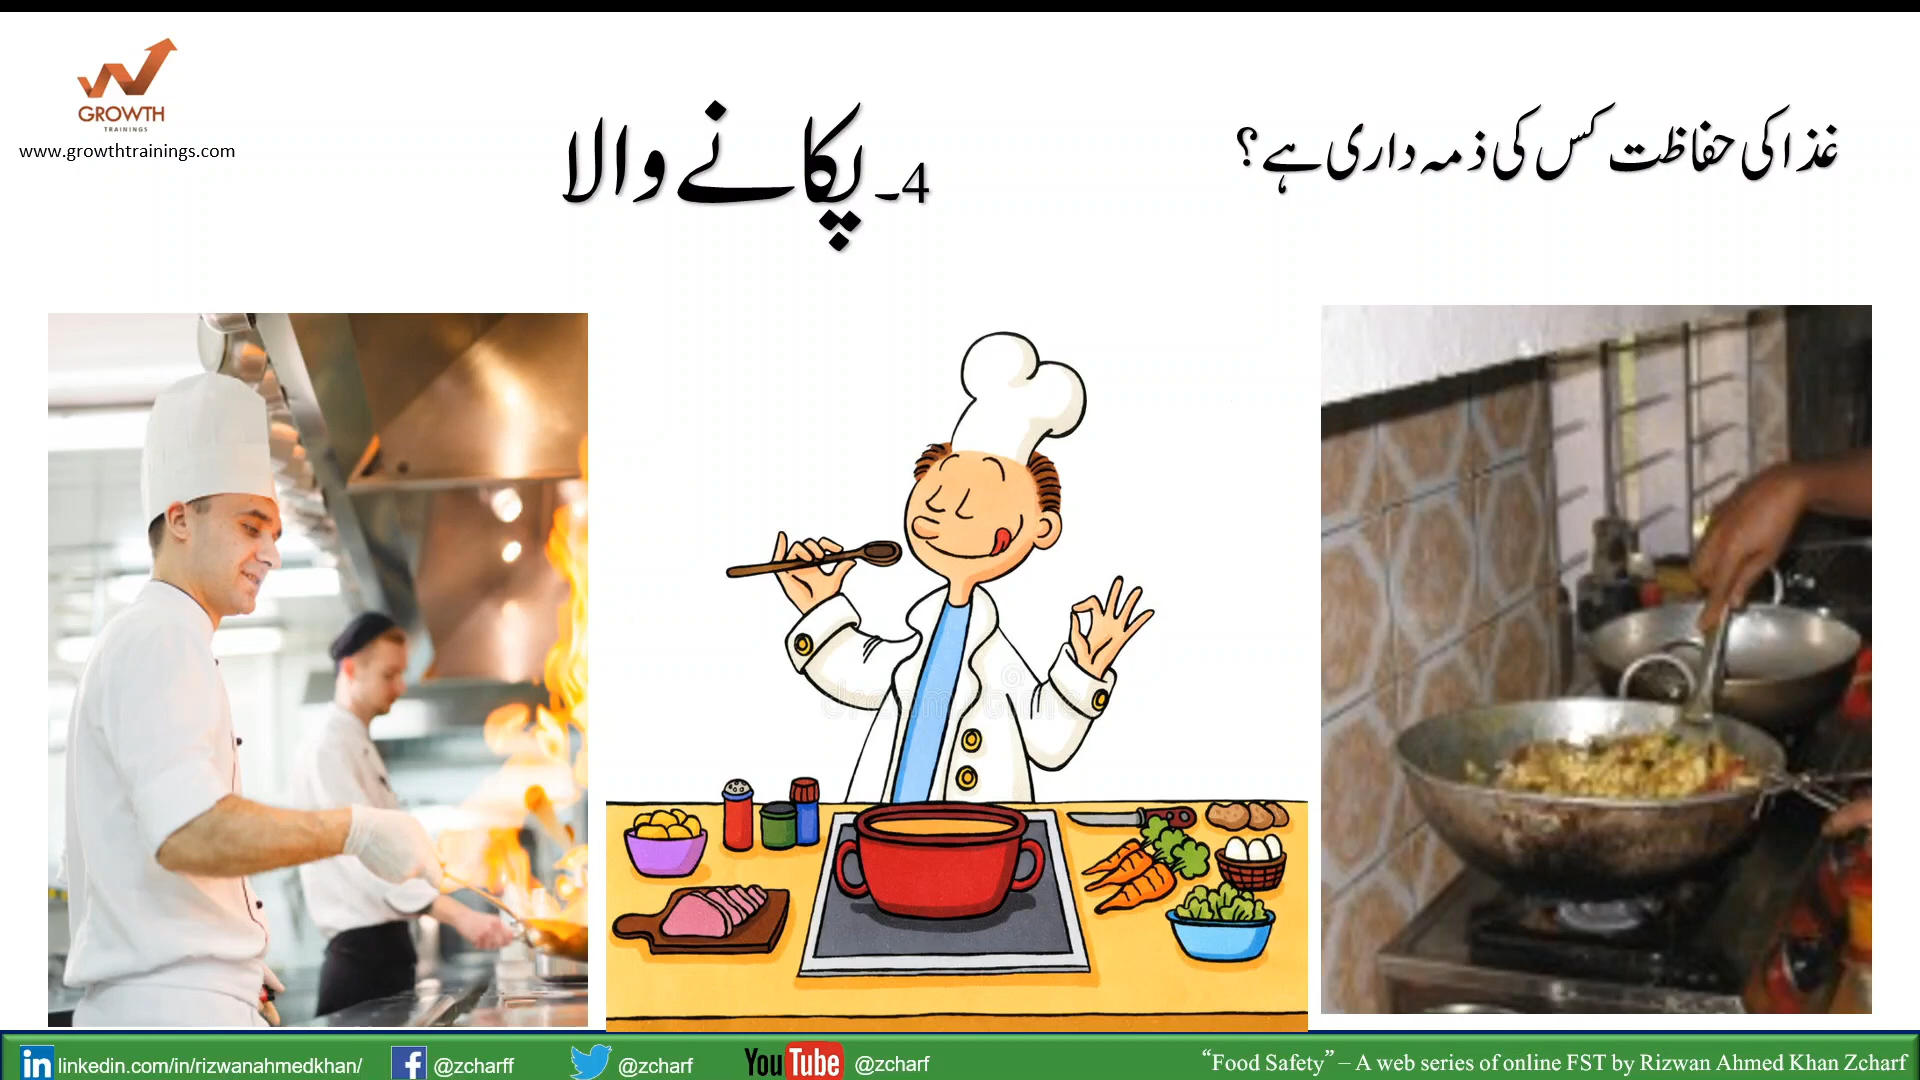 GROWTH
TRAININGS
www.growthtrainings.com
غذا کی حفاظت کس کی ذمہ داری ہے؟
4۔ پکانے والا
linkedin.com/in/rizwanahmedkhan/
@zcharff
@zcharf
YouTube @zcharf
“Food Safety” – A web series of online FST by Rizwan Ahmed Khan Zcharf